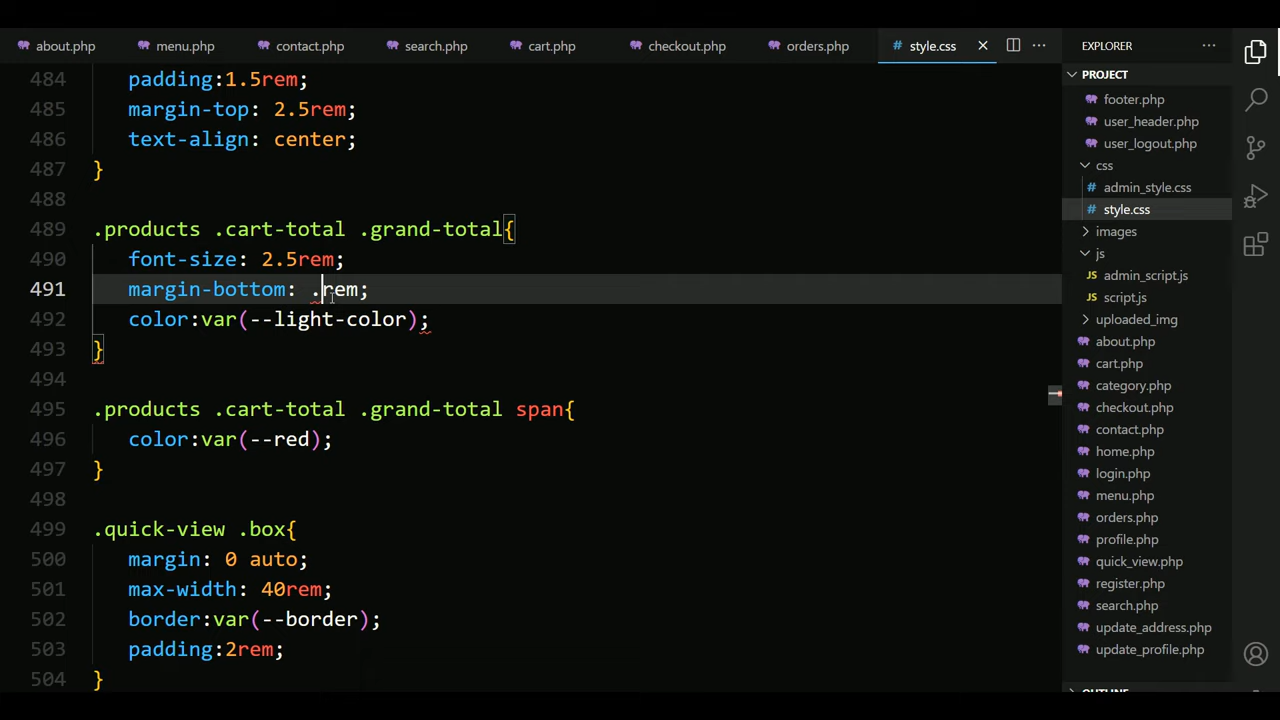 about.php
menu.php
contact.php
search.php
cart.php
checkout.php
orders.php
# style.css
484 padding:1.5rem;
485 margin-top: 2.5rem;
486 text-align: center;
487 }
488
489 .products .cart-total .grand-total{
490 font-size: 2.5rem;
491 margin-bottom: .rem;
492 color:var(--light-color);
493 }
494
495 .products .cart-total .grand-total span{
496 color:var(--red);
497 }
498
499 .quick-view .box{
500 margin: 0 auto;
501 max-width: 40rem;
502 border:var(--border);
503 padding:2rem;
504 }
EXPLORER
PROJECT
footer.php
user_header.php
user_logout.php
css
# admin_style.css
# style.css
images
js
JS admin_script.js
JS script.js
uploaded_img
about.php
cart.php
category.php
checkout.php
contact.php
home.php
login.php
menu.php
orders.php
profile.php
quick_view.php
register.php
search.php
update_address.php
update_profile.php
OUTLINE